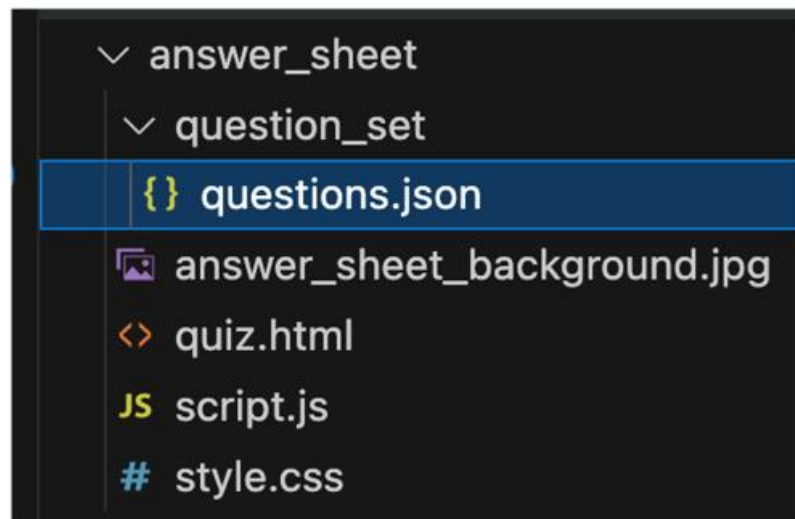 answer_sheet
question_set
{} questions.json
answer_sheet_background.jpg
<> quiz.html
JS script.js
# style.css